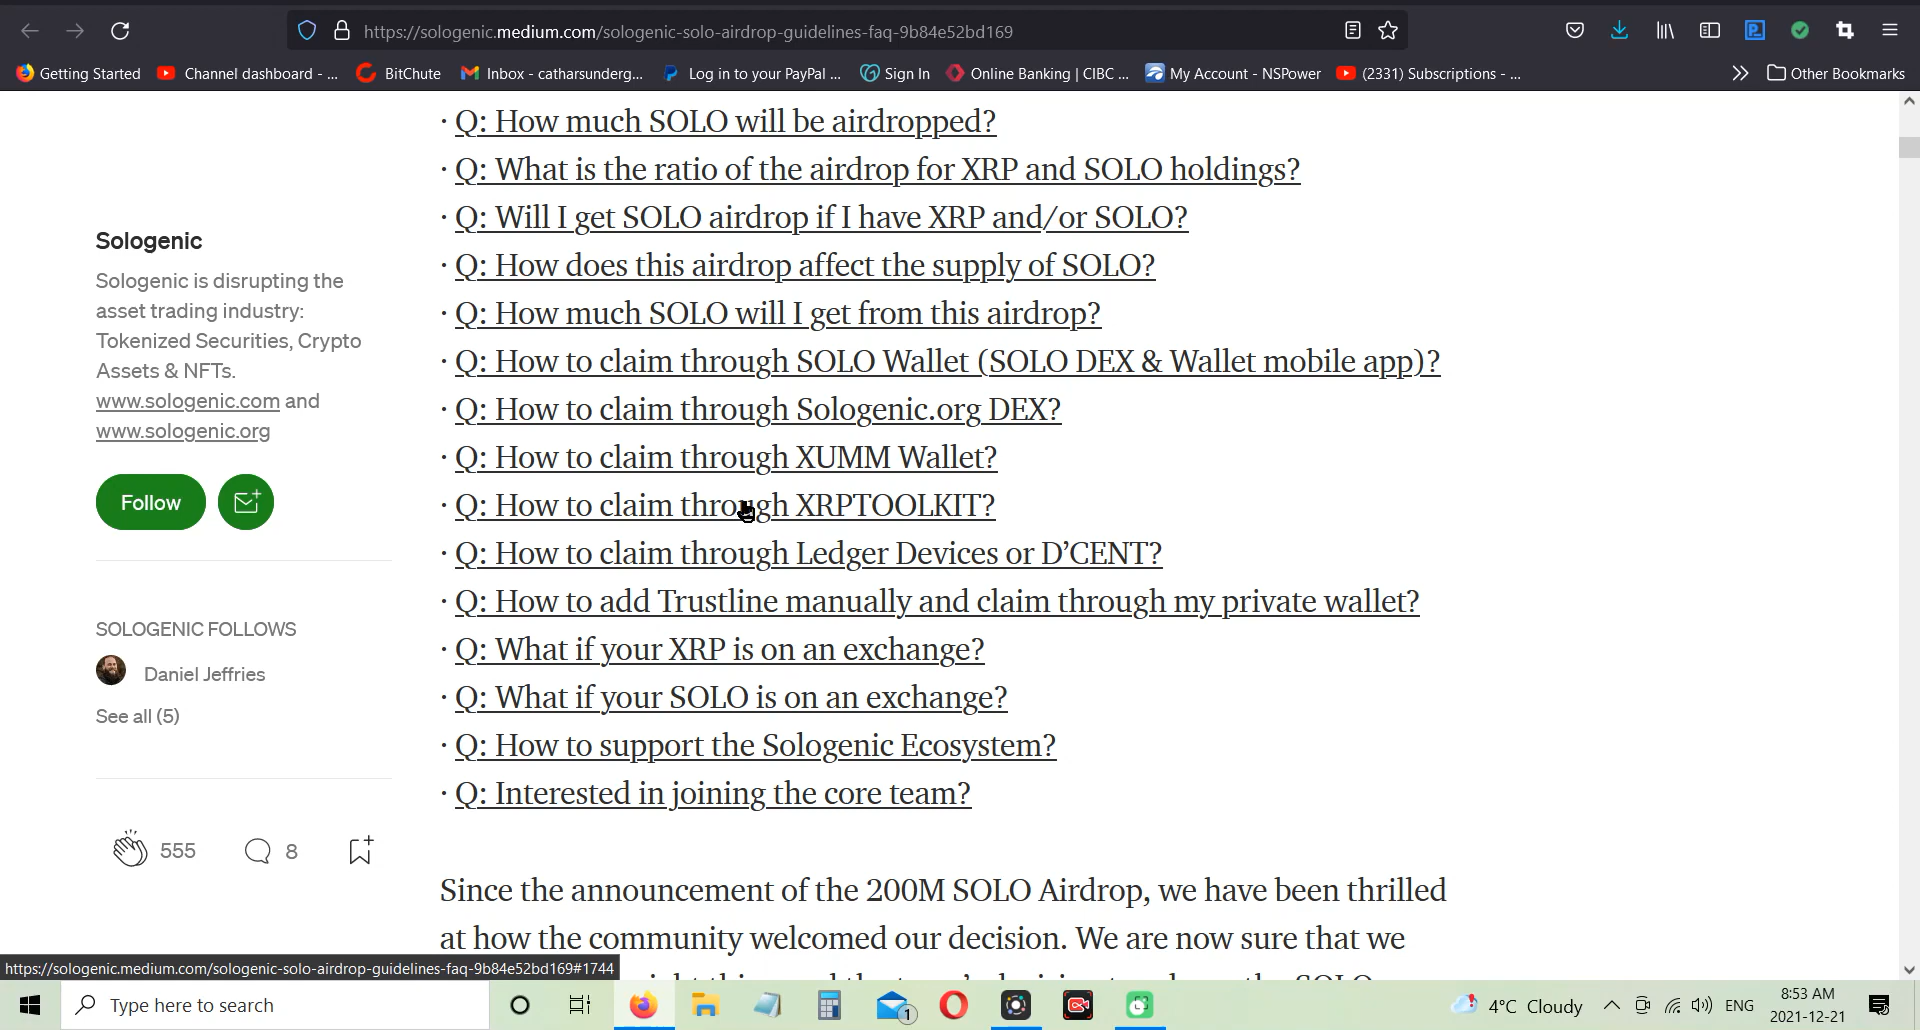 https://sologenic.medium.com/sologenic-solo-airdrop-guidelines-faq-9b84e52bd169
Getting Started
Channel dashboard - ...
BitChute
Inbox - catharsunderg...
Log in to your PayPal ...
Sign In
Online Banking | CIBC ...
My Account - NSPower
(2331) Subscriptions - ...
Other Bookmarks
· Q: How much SOLO will be airdropped?
· Q: What is the ratio of the airdrop for XRP and SOLO holdings?
· Q: Will I get SOLO airdrop if I have XRP and/or SOLO?
· Q: How does this airdrop affect the supply of SOLO?
· Q: How much SOLO will I get from this airdrop?
· Q: How to claim through SOLO Wallet (SOLO DEX & Wallet mobile app)?
· Q: How to claim through Sologenic.org DEX?
· Q: How to claim through XUMM Wallet?
· Q: How to claim through XRPTOOLKIT?
· Q: How to claim through Ledger Devices or D’CENT?
· Q: How to add Trustline manually and claim through my private wallet?
· Q: What if your XRP is on an exchange?
· Q: What if your SOLO is on an exchange?
· Q: How to support the Sologenic Ecosystem?
· Q: Interested in joining the core team?
Since the announcement of the 200M SOLO Airdrop, we have been thrilled
at how the community welcomed our decision. We are now sure that we
Sologenic
Sologenic is disrupting the
asset trading industry:
Tokenized Securities, Crypto
Assets & NFTs.
www.sologenic.com and
www.sologenic.org
Follow
SOLOGENIC FOLLOWS
Daniel Jeffries
See all (5)
555
8
https://sologenic.medium.com/sologenic-solo-airdrop-guidelines-faq-9b84e52bd169#1744
Type here to search
1
4°C Cloudy
ENG
8:53 AM
2021-12-21